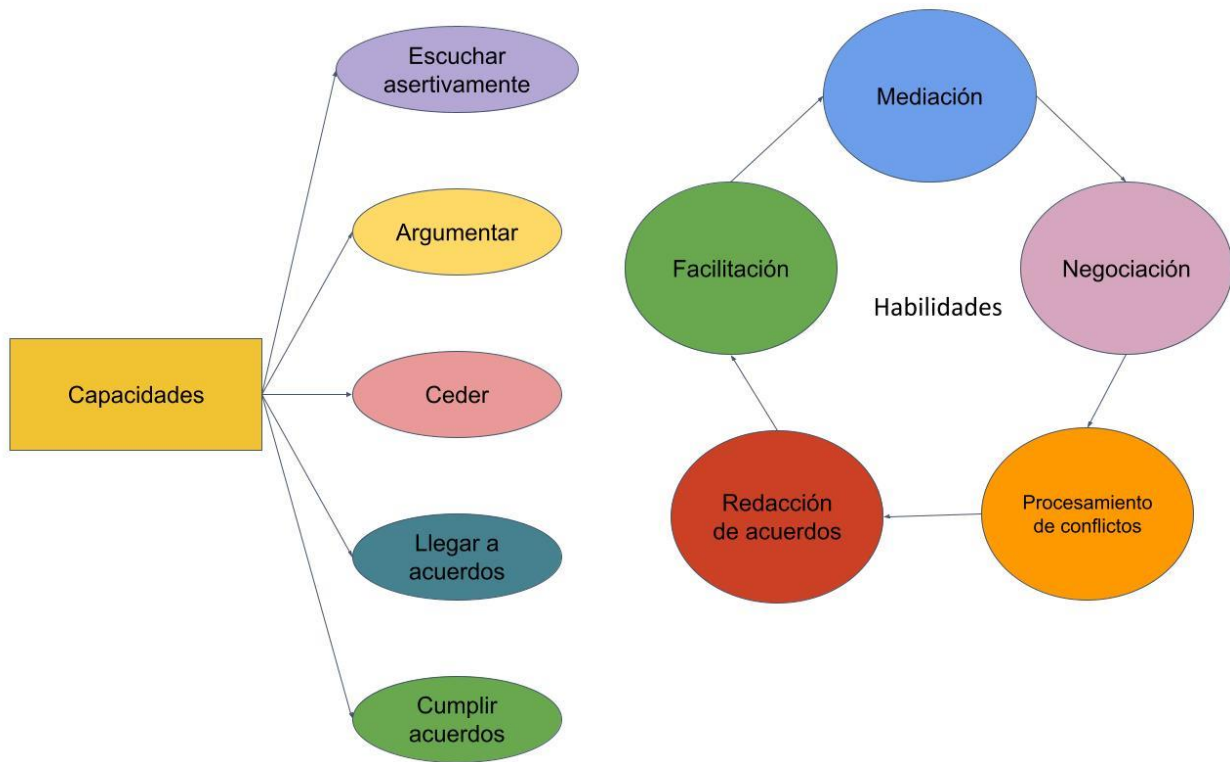 Capacidades
Escuchar
asertivamente
Argumentar
Ceder
Llegar a
acuerdos
Cumplir
acuerdos
Mediación
Facilitación
Negociación
Habilidades
Redacción
de acuerdos
Procesamiento
de conflictos